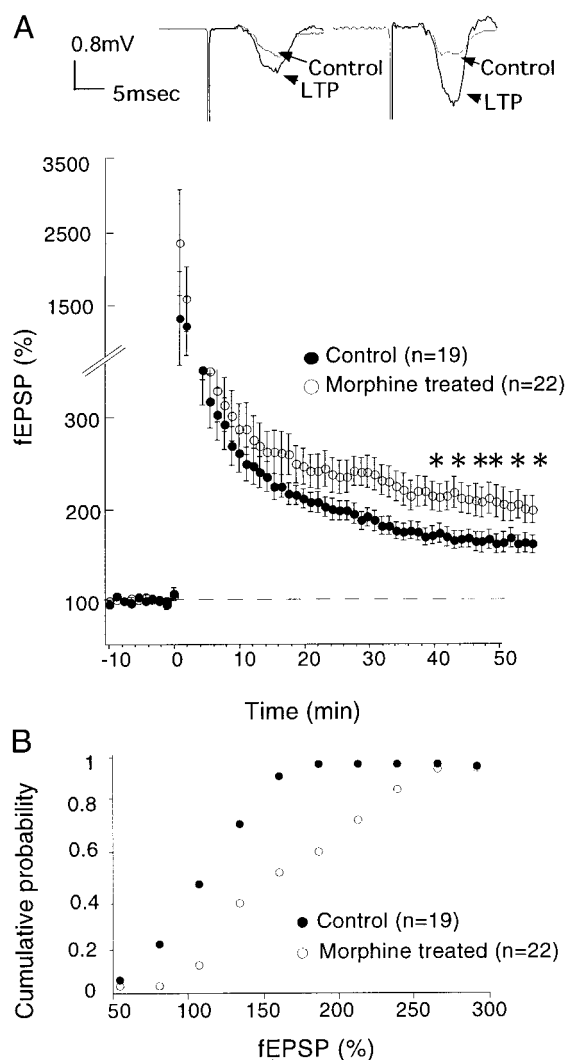 A
0.8mV
5msec
Control
LTP
Control
LTP
3500
2500
1500
300
200
100
fEPSP (%)
Control (n=19)
Morphine treated (n=22)
* * * * * *
-10 0 10 20 30 40 50
Time (min)
B
1
0.8
0.6
0.4
0.2
0
Cumulative probability
Control (n=19)
Morphine treated (n=22)
50 100 150 200 250 300
fEPSP (%)